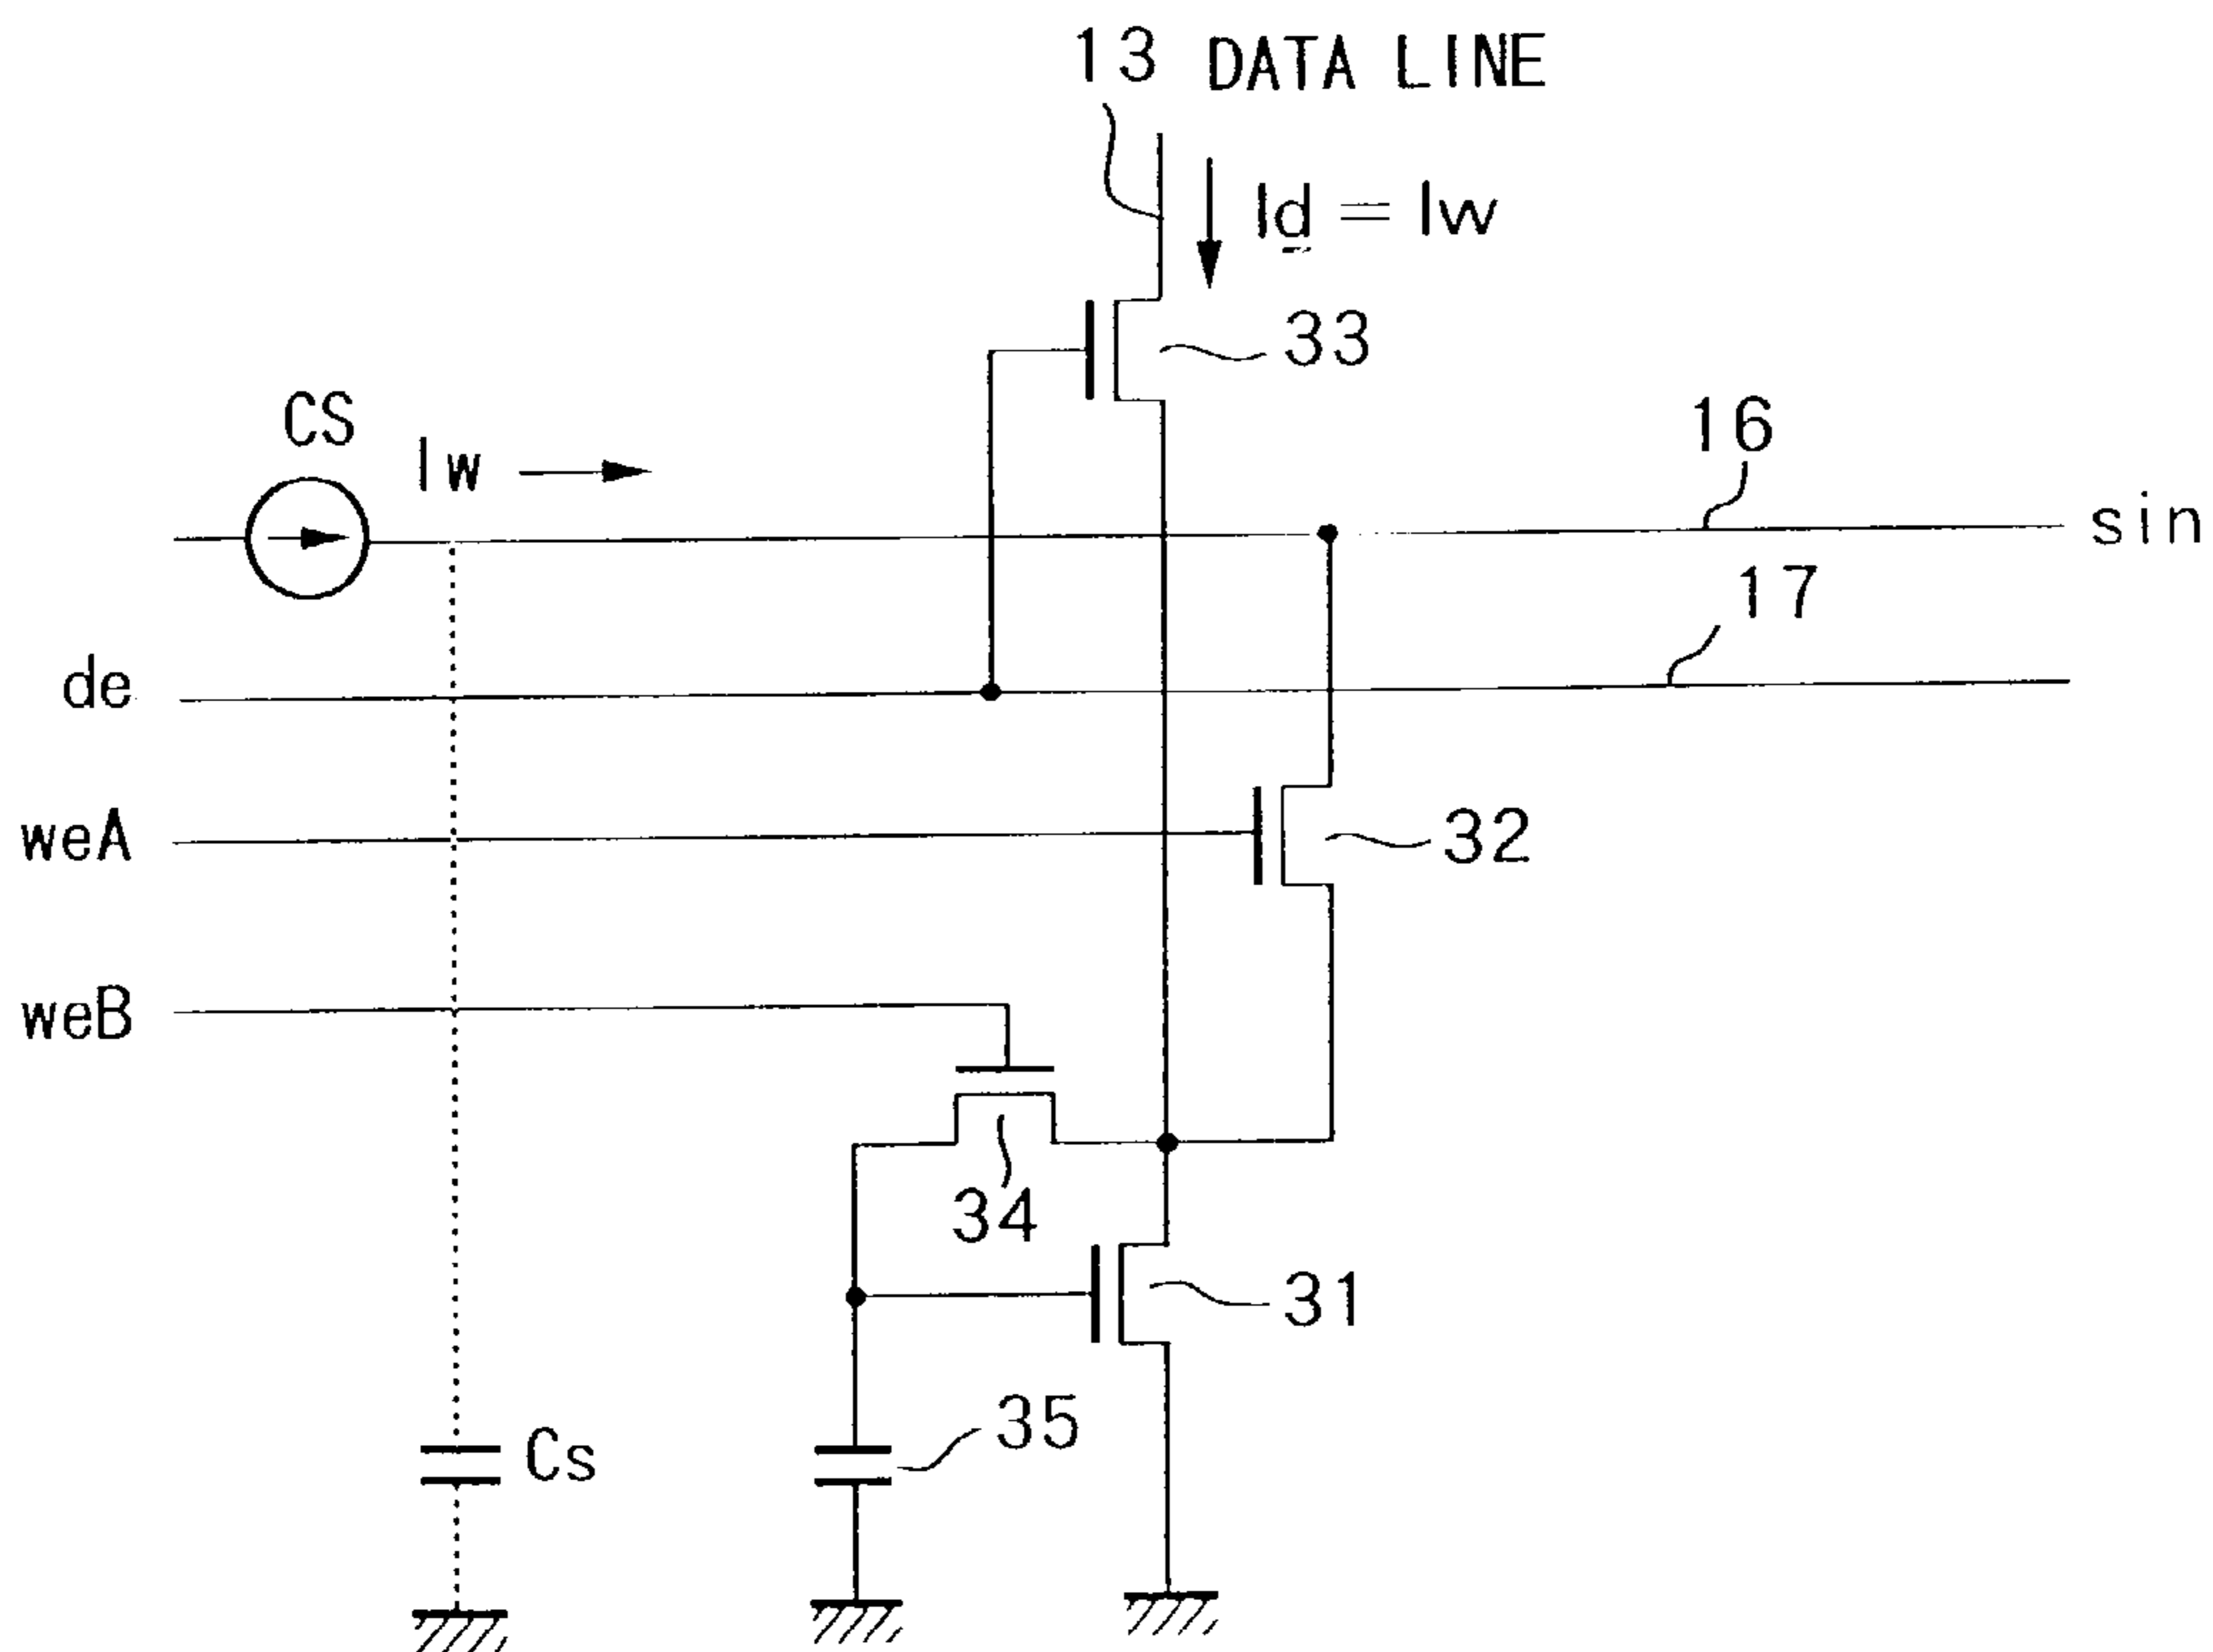 13 DATA LINE
Id = Iw
33
CS
Iw
16
sin
17
de
weA
32
weB
34
31
35
Cs